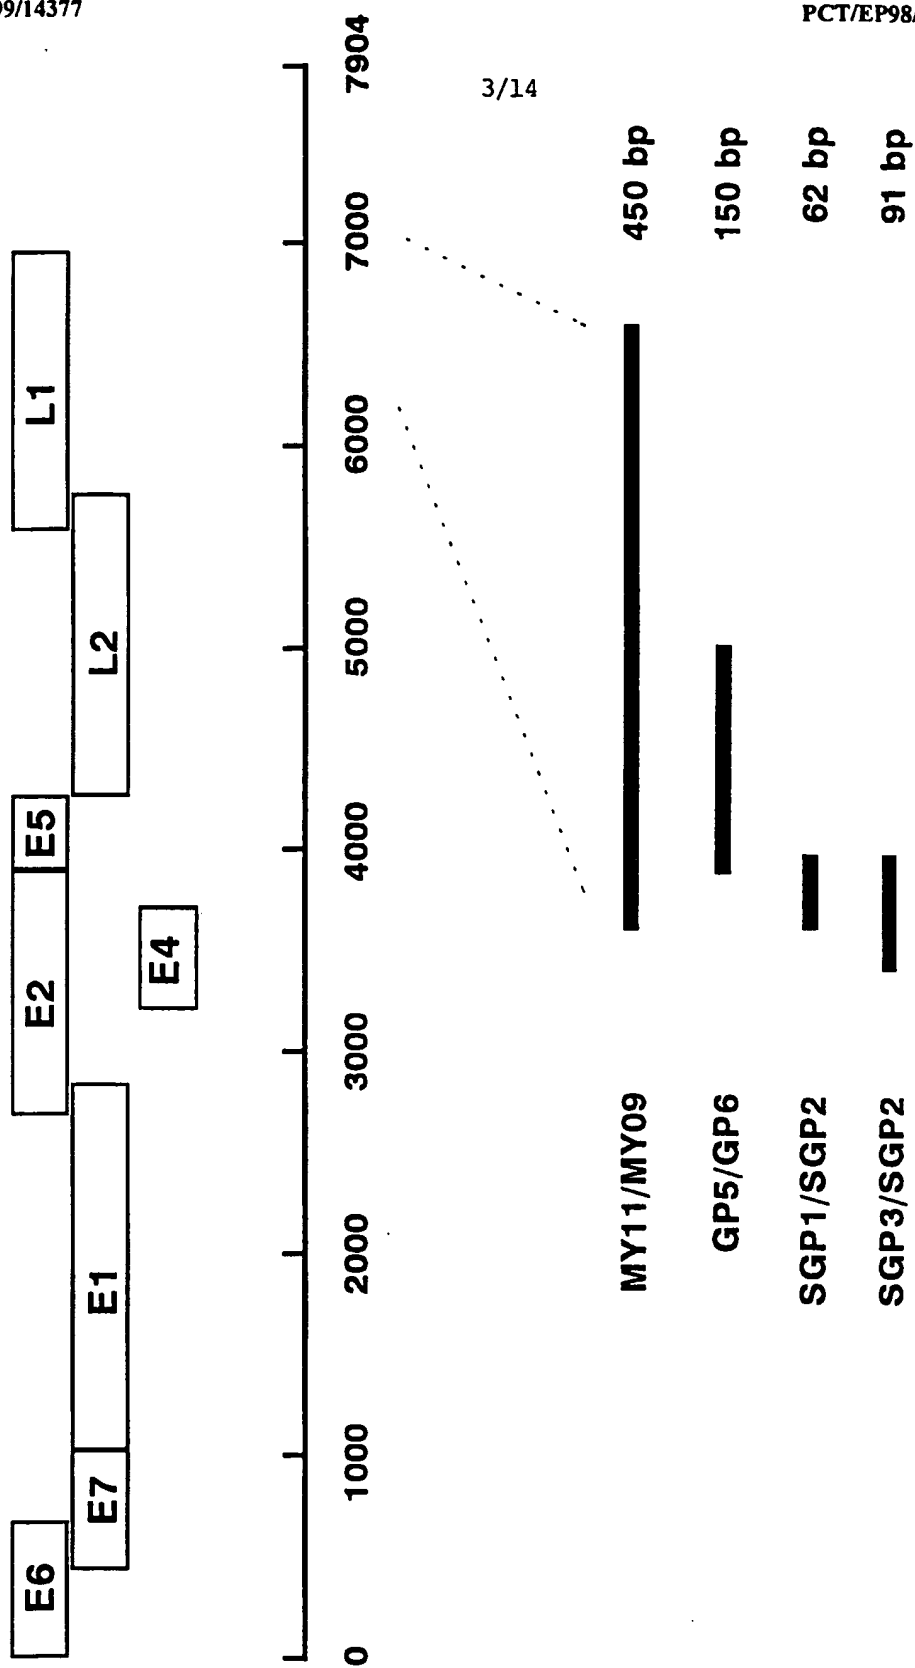 99/14377
PCT/EP98/
3/14
E6 E2 E5 L1
E7 E1 L2
E4
0 1000 2000 3000 4000 5000 6000 7000 7904
MY11/MY09 450 bp
GP5/GP6 150 bp
SGP1/SGP2 62 bp
SGP3/SGP2 91 bp